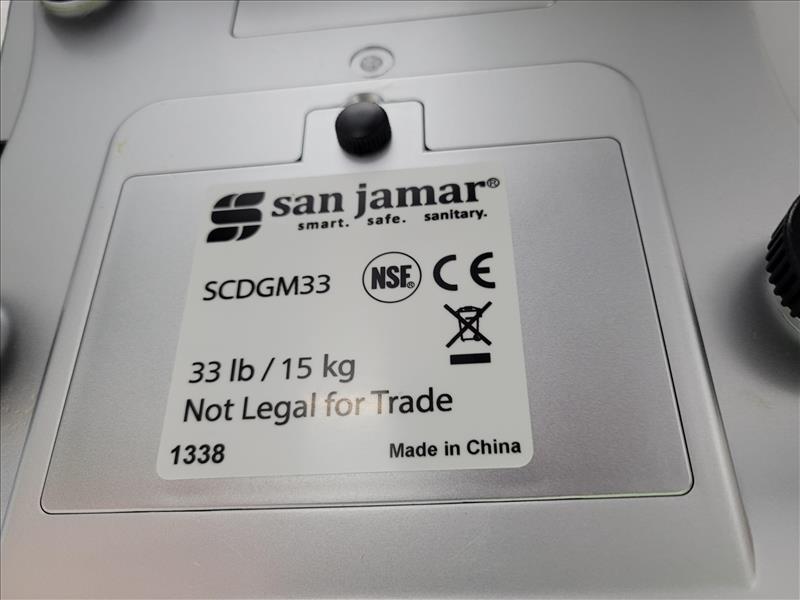 san jamar®
smart. safe. sanitary.
SCDGM33
NSF®
CE
33 lb / 15 kg
Not Legal for Trade
1338
Made in China